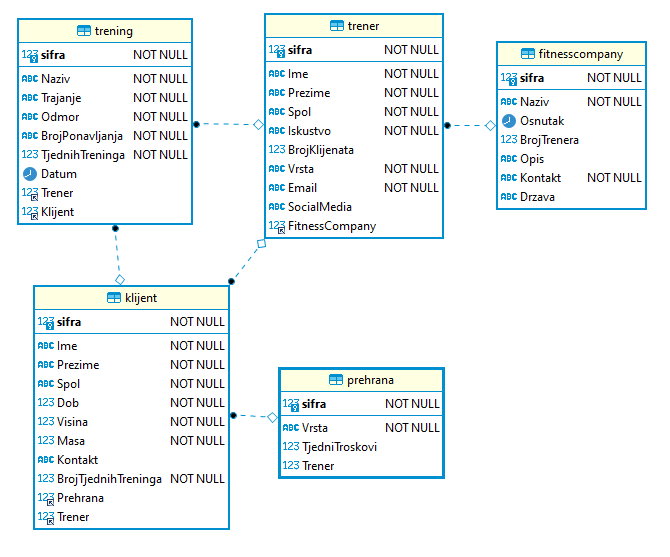 trening
123 sifra NOT NULL
ABC Naziv NOT NULL
ABC Trajanje NOT NULL
ABC Odmor NOT NULL
ABC BrojPonavljanja NOT NULL
123 TjednihTreninga NOT NULL
Datum
123 Trener
123 Klijent
trener
123 sifra NOT NULL
ABC Ime NOT NULL
ABC Prezime NOT NULL
ABC Spol NOT NULL
ABC Iskustvo NOT NULL
123 BrojKlijenata
ABC Vrsta NOT NULL
ABC Email NOT NULL
ABC SocialMedia
123 FitnessCompany
fitnesscompany
123 sifra NOT NULL
ABC Naziv NOT NULL
Osnutak
123 BrojTrenera
ABC Opis
ABC Kontakt NOT NULL
ABC Drzava
klijent
123 sifra NOT NULL
ABC Ime NOT NULL
ABC Prezime NOT NULL
ABC Spol NOT NULL
123 Dob NOT NULL
123 Visina NOT NULL
123 Masa NOT NULL
ABC Kontakt
123 BrojTjednihTreninga NOT NULL
123 Prehrana
123 Trener
prehrana
123 sifra NOT NULL
ABC Vrsta NOT NULL
123 TjedniTroskovi
123 Trener